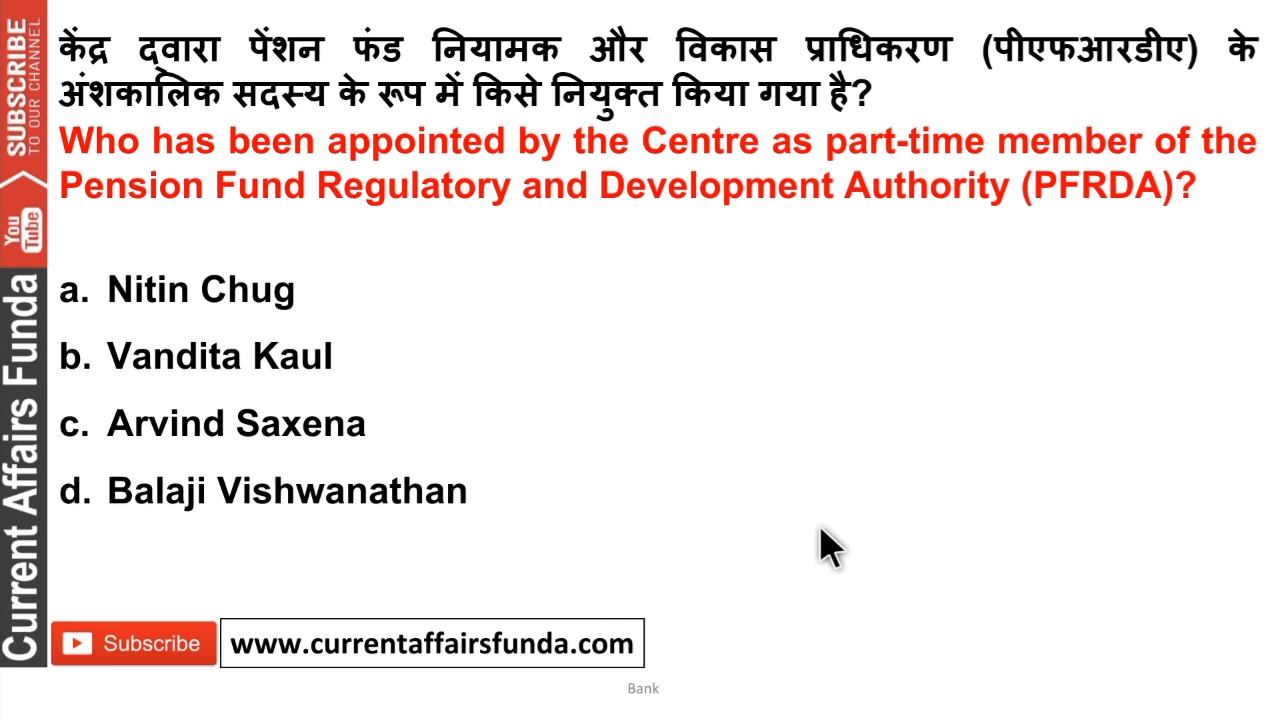 केंद्र द्वारा पेंशन फंड नियामक और विकास प्राधिकरण (पीएफआरडीए) के
अंशकालिक सदस्य के रूप में किसे नियुक्त किया गया है?
Who has been appointed by the Centre as part-time member of the
Pension Fund Regulatory and Development Authority (PFRDA)?
a. Nitin Chug
b. Vandita Kaul
c. Arvind Saxena
d. Balaji Vishwanathan
SUBSCRIBE
TO OUR CHANNEL
You
Tube
Current Affairs Funda
Subscribe
www.currentaffairsfunda.com
Bank